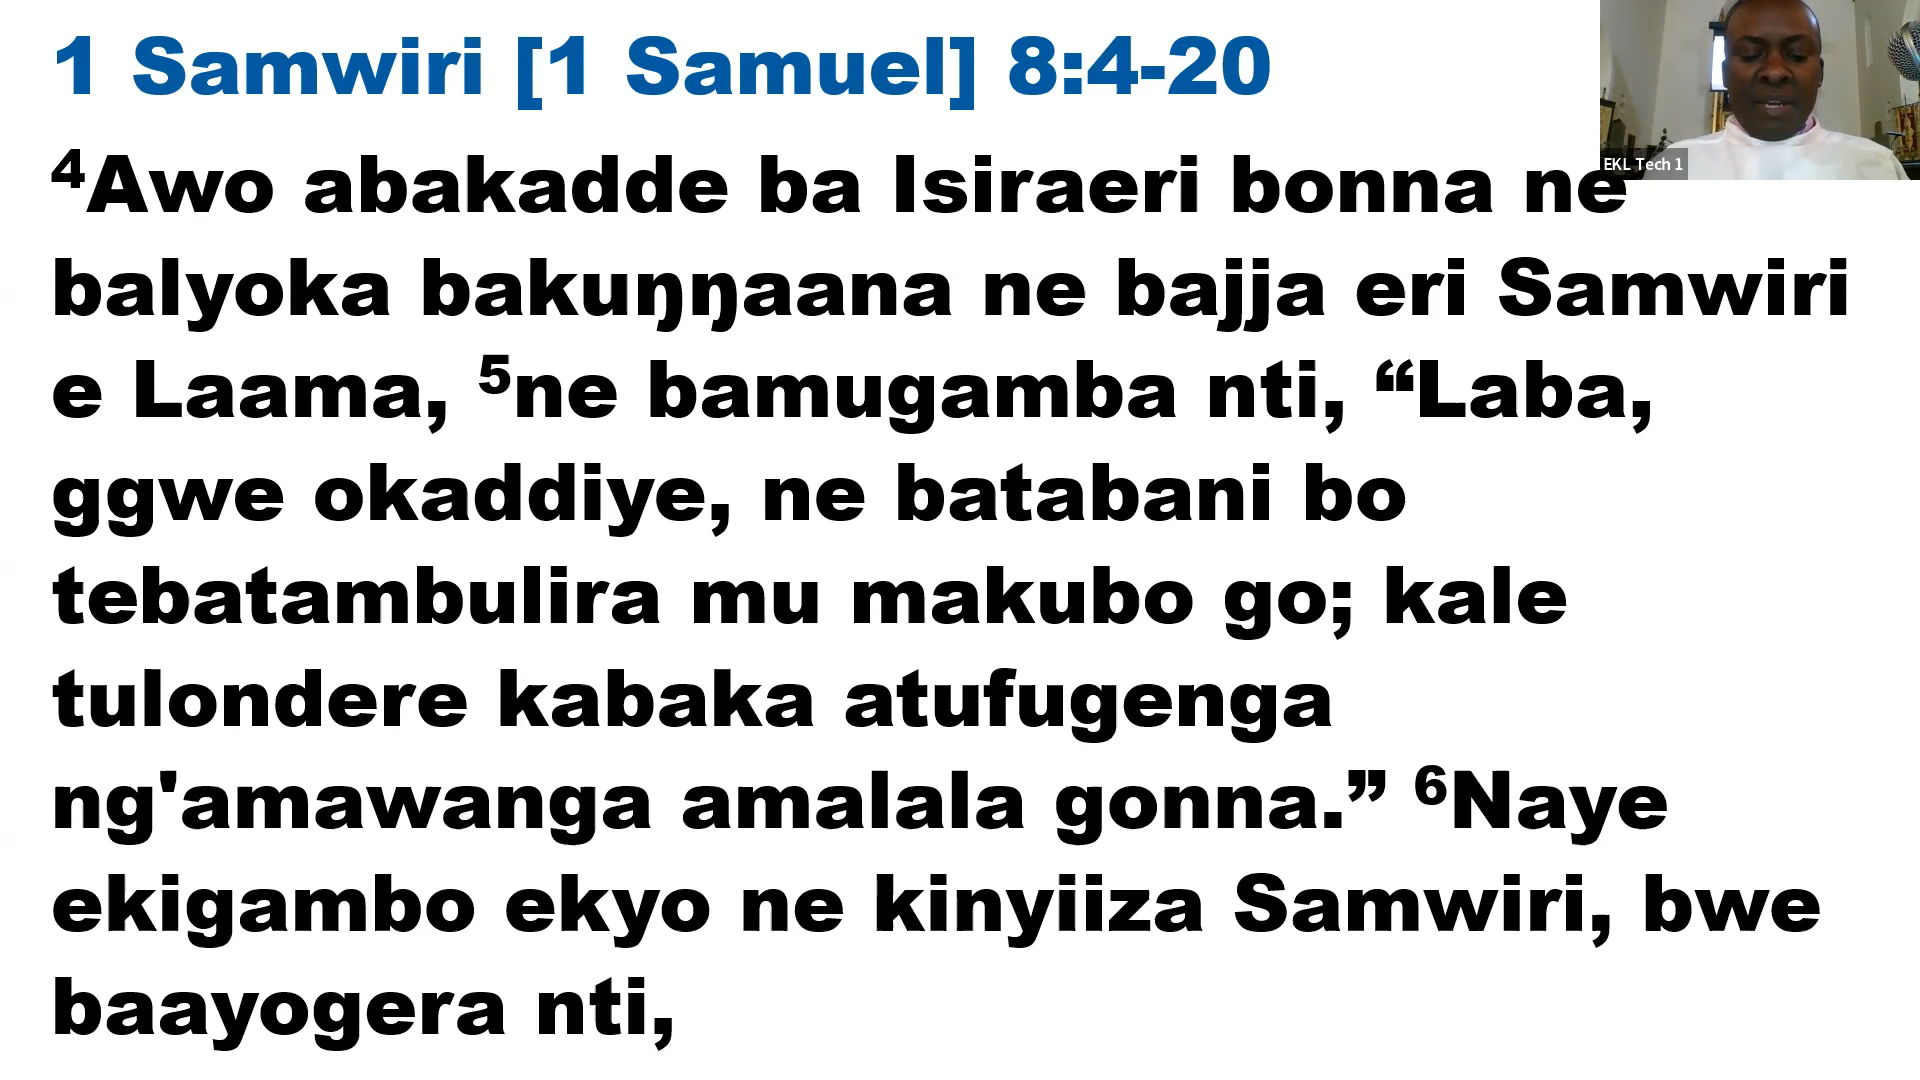 1 Samwiri [1 Samuel] 8:4-20
EKL Tech 1
⁴Awo abakadde ba Isiraeri bonna ne
balyoka bakuŋŋaana ne bajja eri Samwiri
e Laama, ⁵ne bamugamba nti, “Laba,
ggwe okaddiye, ne batabani bo
tebatambulira mu makubo go; kale
tulondere kabaka atufugenga
ng'amawanga amalala gonna.” ⁶Naye
ekigambo ekyo ne kinyiiza Samwiri, bwe
baayogera nti,